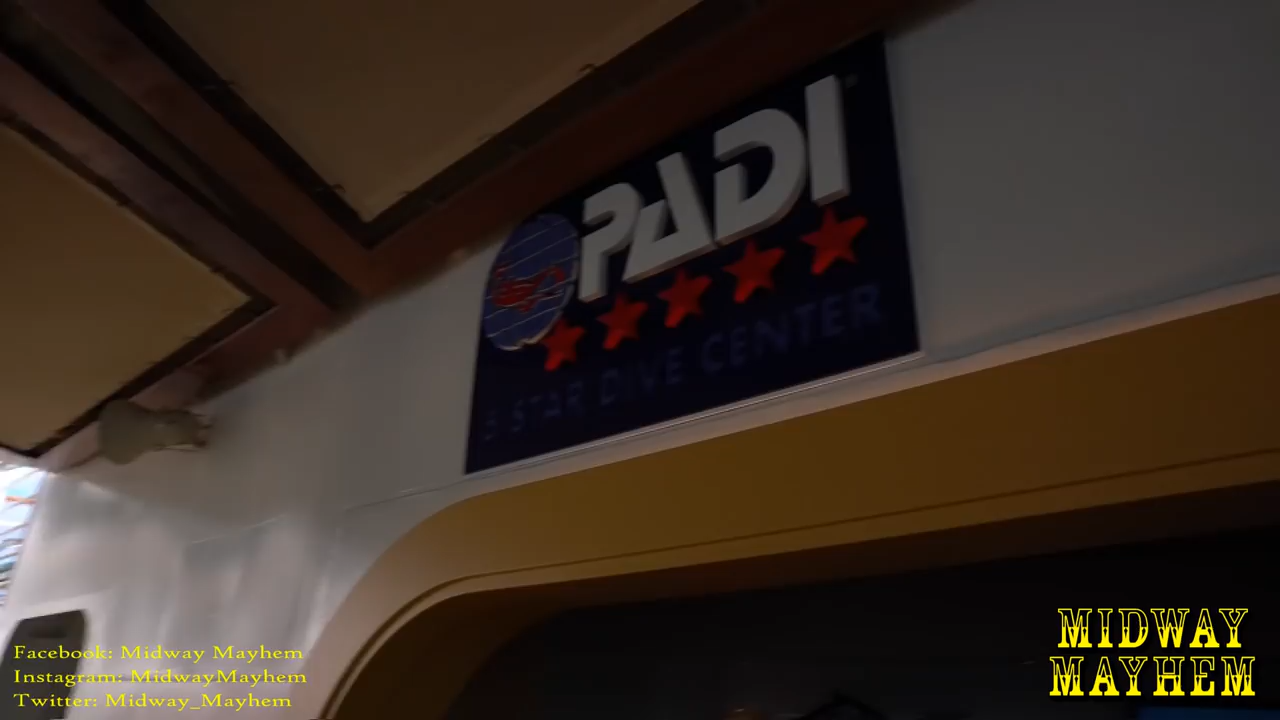 PADI
5 STAR DIVE CENTER
Facebook: Midway Mayhem
Instagram: MidwayMayhem
Twitter: Midway_Mayhem
MIDWAY
MAYHEM